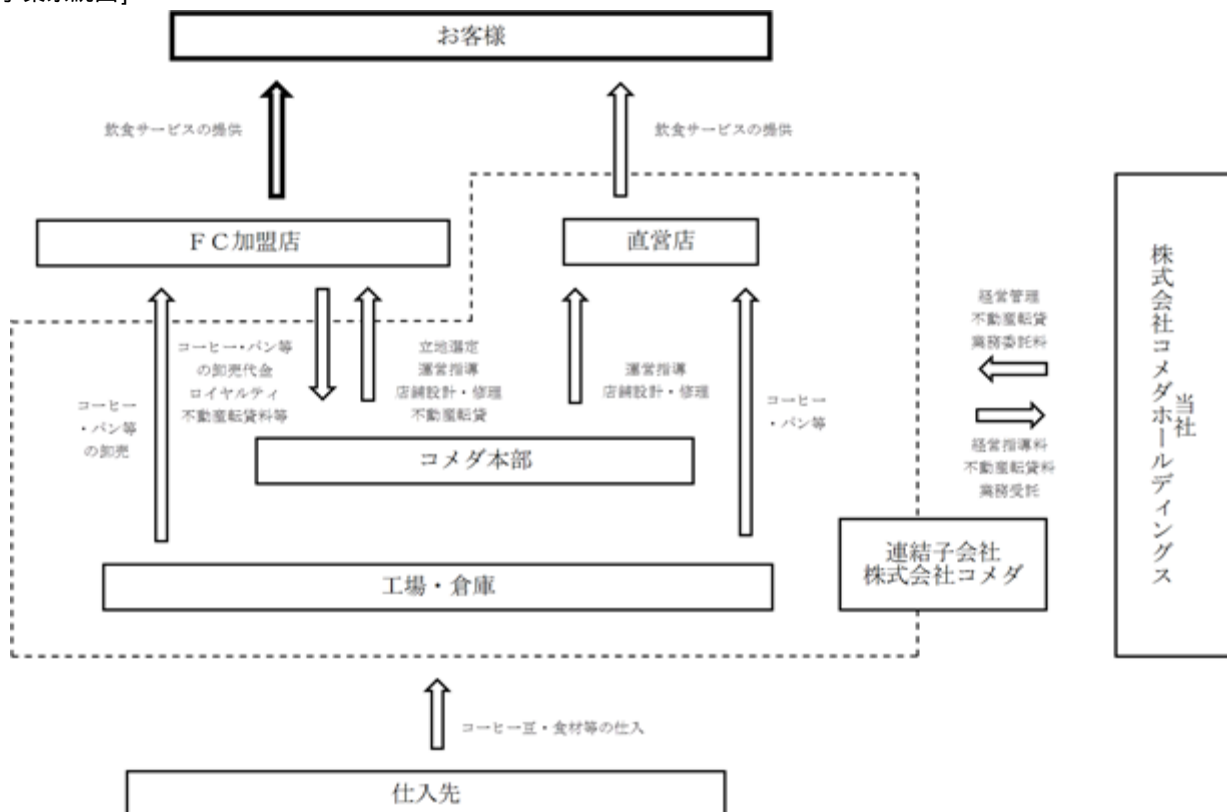 お客様
飲食サービスの提供
飲食サービスの提供
ＦＣ加盟店
直営店
コーヒー・パン等
の卸売代金
ロイヤルティ
不動産転貸料等
立地選定
運営指導
店舗設計・修理
不動産転貸
運営指導
店舗設計・修理
コーヒー
・パン等
の卸売
コーヒー
・パン等
コメダ本部
工場・倉庫
経営管理
不動産転貸
業務委託料
経営指導料
不動産転貸料
業務受託
連結子会社
株式会社コメダ
当社
株式会社コメダホールディングス
コーヒー豆・食材等の仕入
仕入先